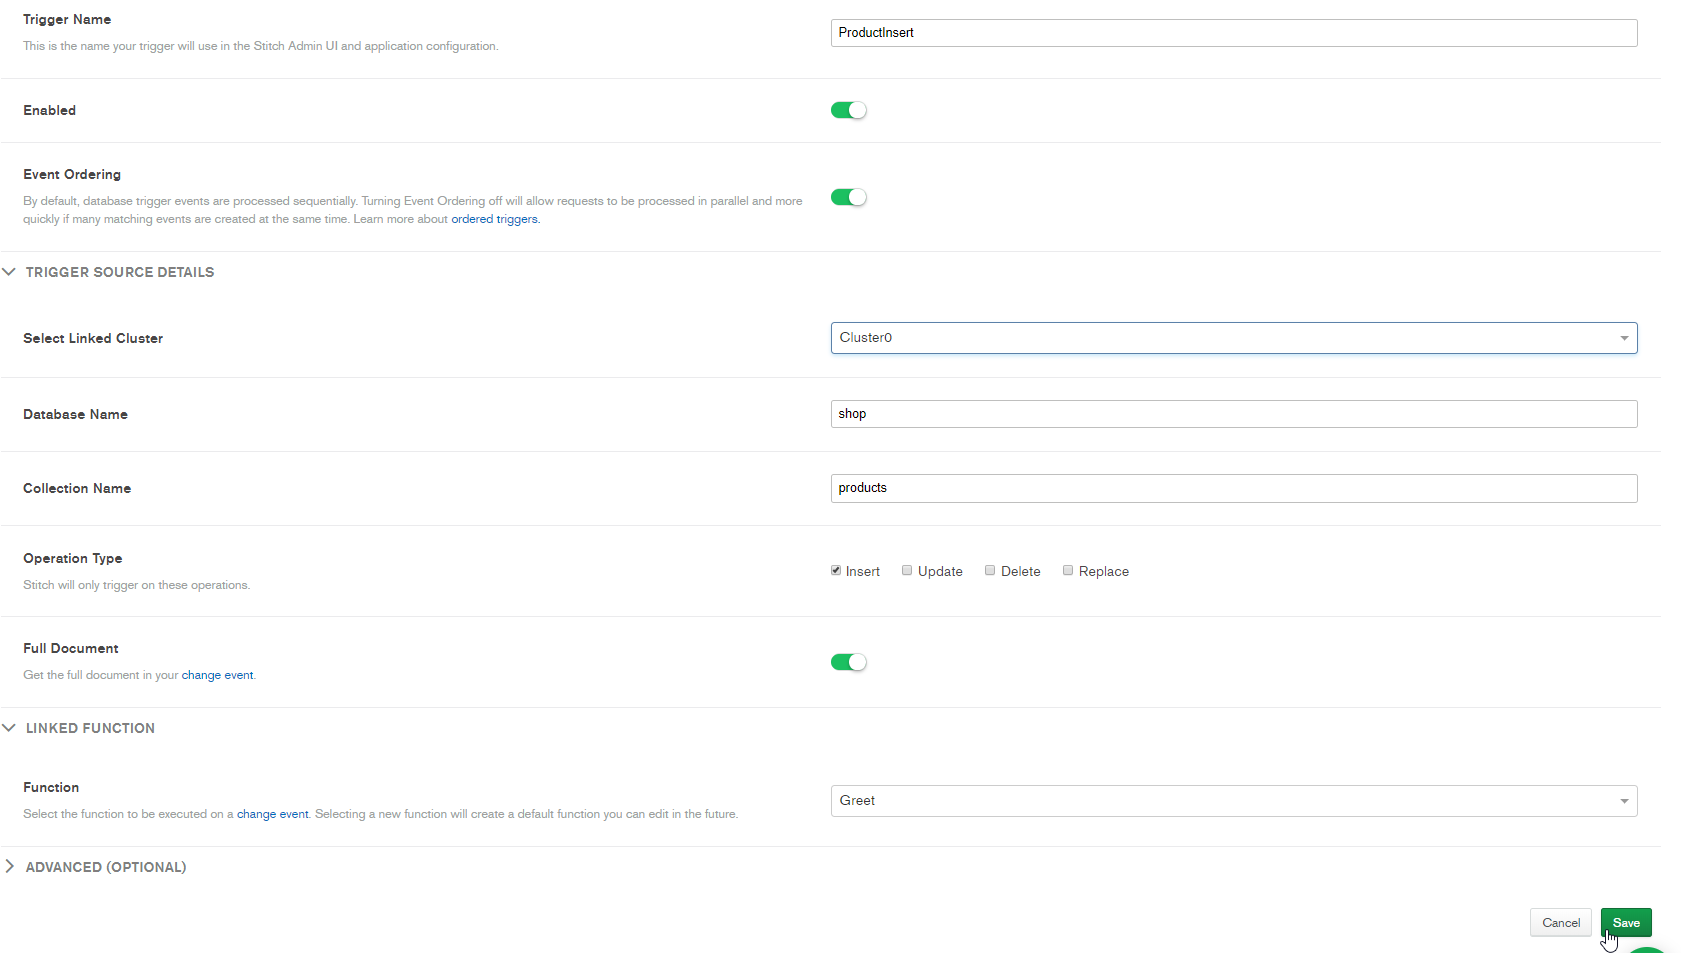 Trigger Name
This is the name your trigger will use in the Stitch Admin UI and application configuration.
ProductInsert
Enabled
Event Ordering
By default, database trigger events are processed sequentially. Turning Event Ordering off will allow requests to be processed in parallel and more
quickly if many matching events are created at the same time. Learn more about ordered triggers.
TRIGGER SOURCE DETAILS
Select Linked Cluster
Cluster0
Database Name
shop
Collection Name
products
Operation Type
Stitch will only trigger on these operations.
Insert Update Delete Replace
Full Document
Get the full document in your change event.
LINKED FUNCTION
Function
Select the function to be executed on a change event. Selecting a new function will create a default function you can edit in the future.
Greet
ADVANCED (OPTIONAL)
Cancel Save